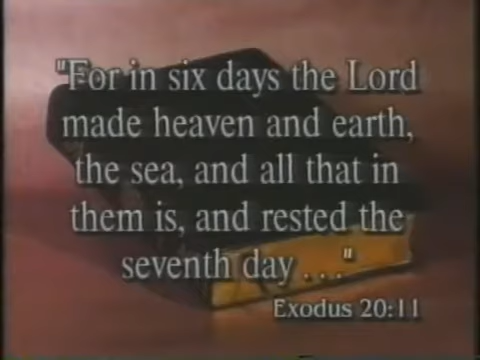 "For in six days the Lord
made heaven and earth,
the sea, and all that in
them is, and rested the
seventh day . . ."
Exodus 20:11